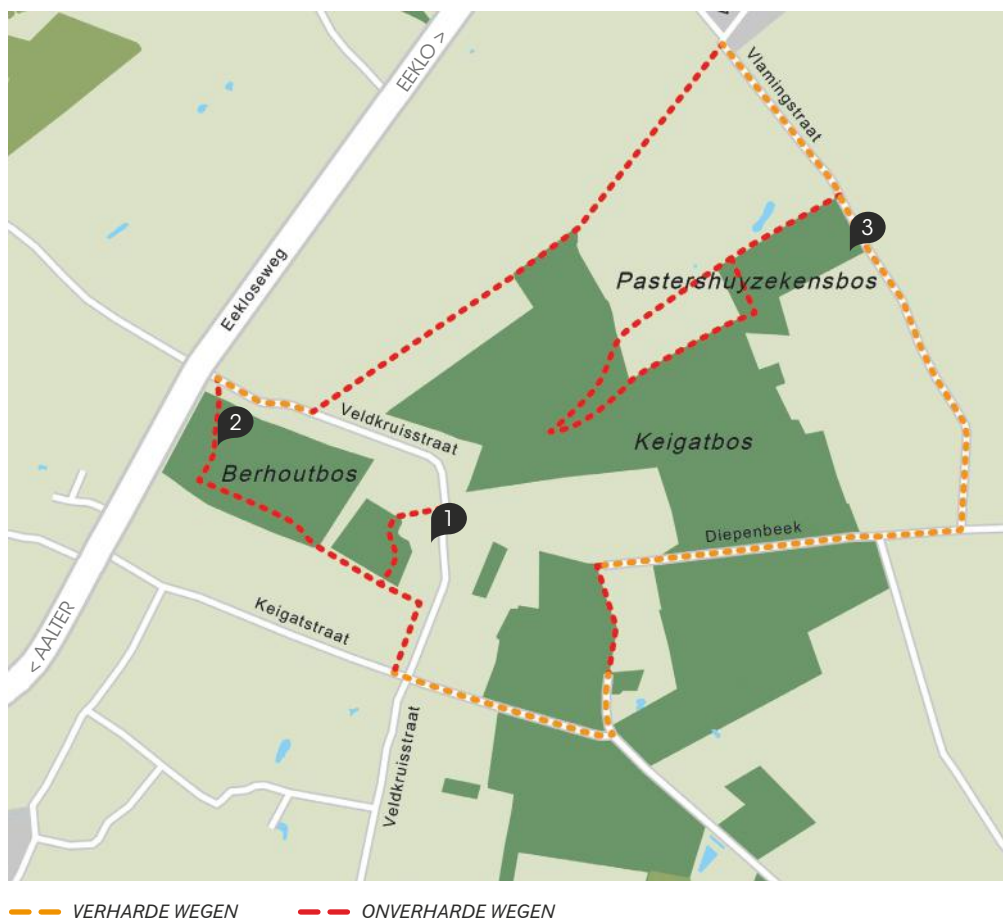 EEKLO >
Vlamingstraat
3
Eekloseweg
Pastershuyzekensbos
2
Veldkruisstraat
Keigatbos
Berhoutbos
1
Diepenbeek
Keigatstraat
< AALTER
Veldkruisstraat
VERHARDE WEGEN
ONVERHARDE WEGEN